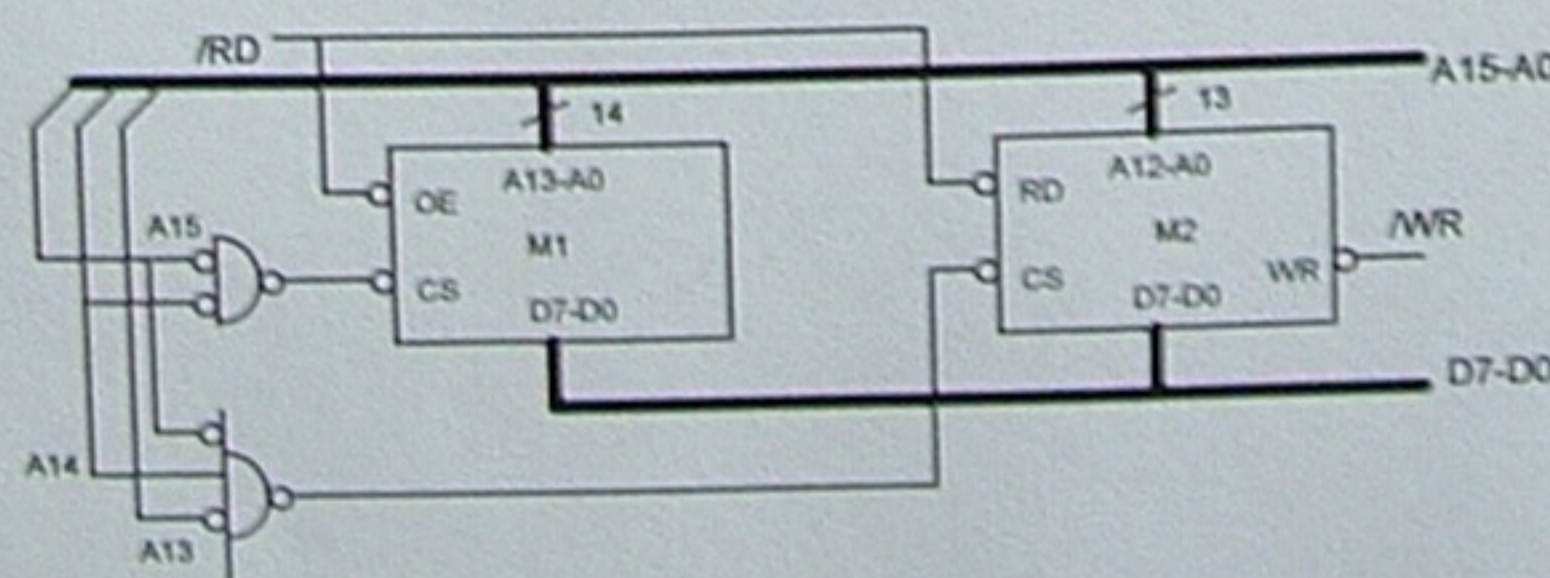 /RD
A15-A0
14
13
A13-A0
A12-A0
OE
RD
A15
M1
M2
/WR
CS
CS
WR
D7-D0
D7-D0
D7-D0
A14
A13